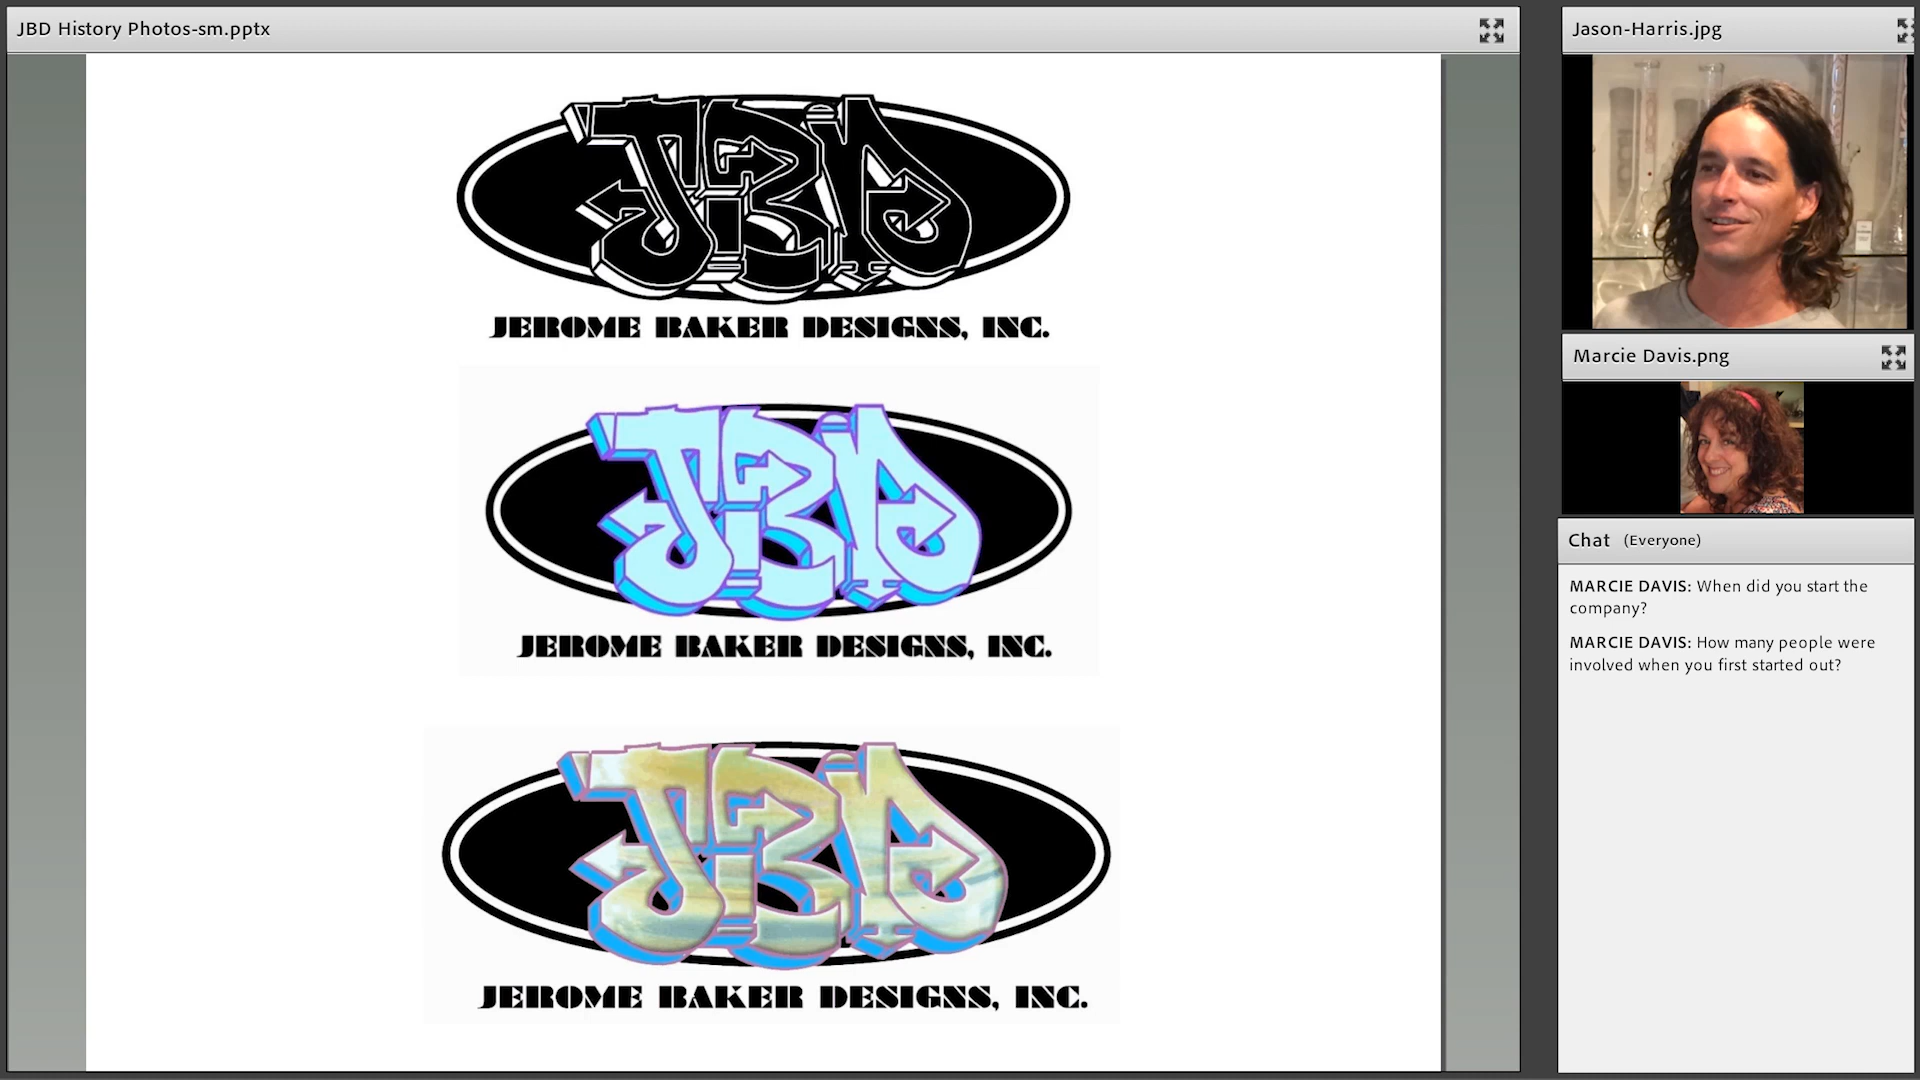 JBD History Photos-sm.pptx
JBD
JEROME BAKER DESIGNS, INC.
JBD
JEROME BAKER DESIGNS, INC.
JBD
JEROME BAKER DESIGNS, INC.
Jason-Harris.jpg
Marcie Davis.png
Chat (Everyone)
MARCIE DAVIS: When did you start the
company?
MARCIE DAVIS: How many people were
involved when you first started out?